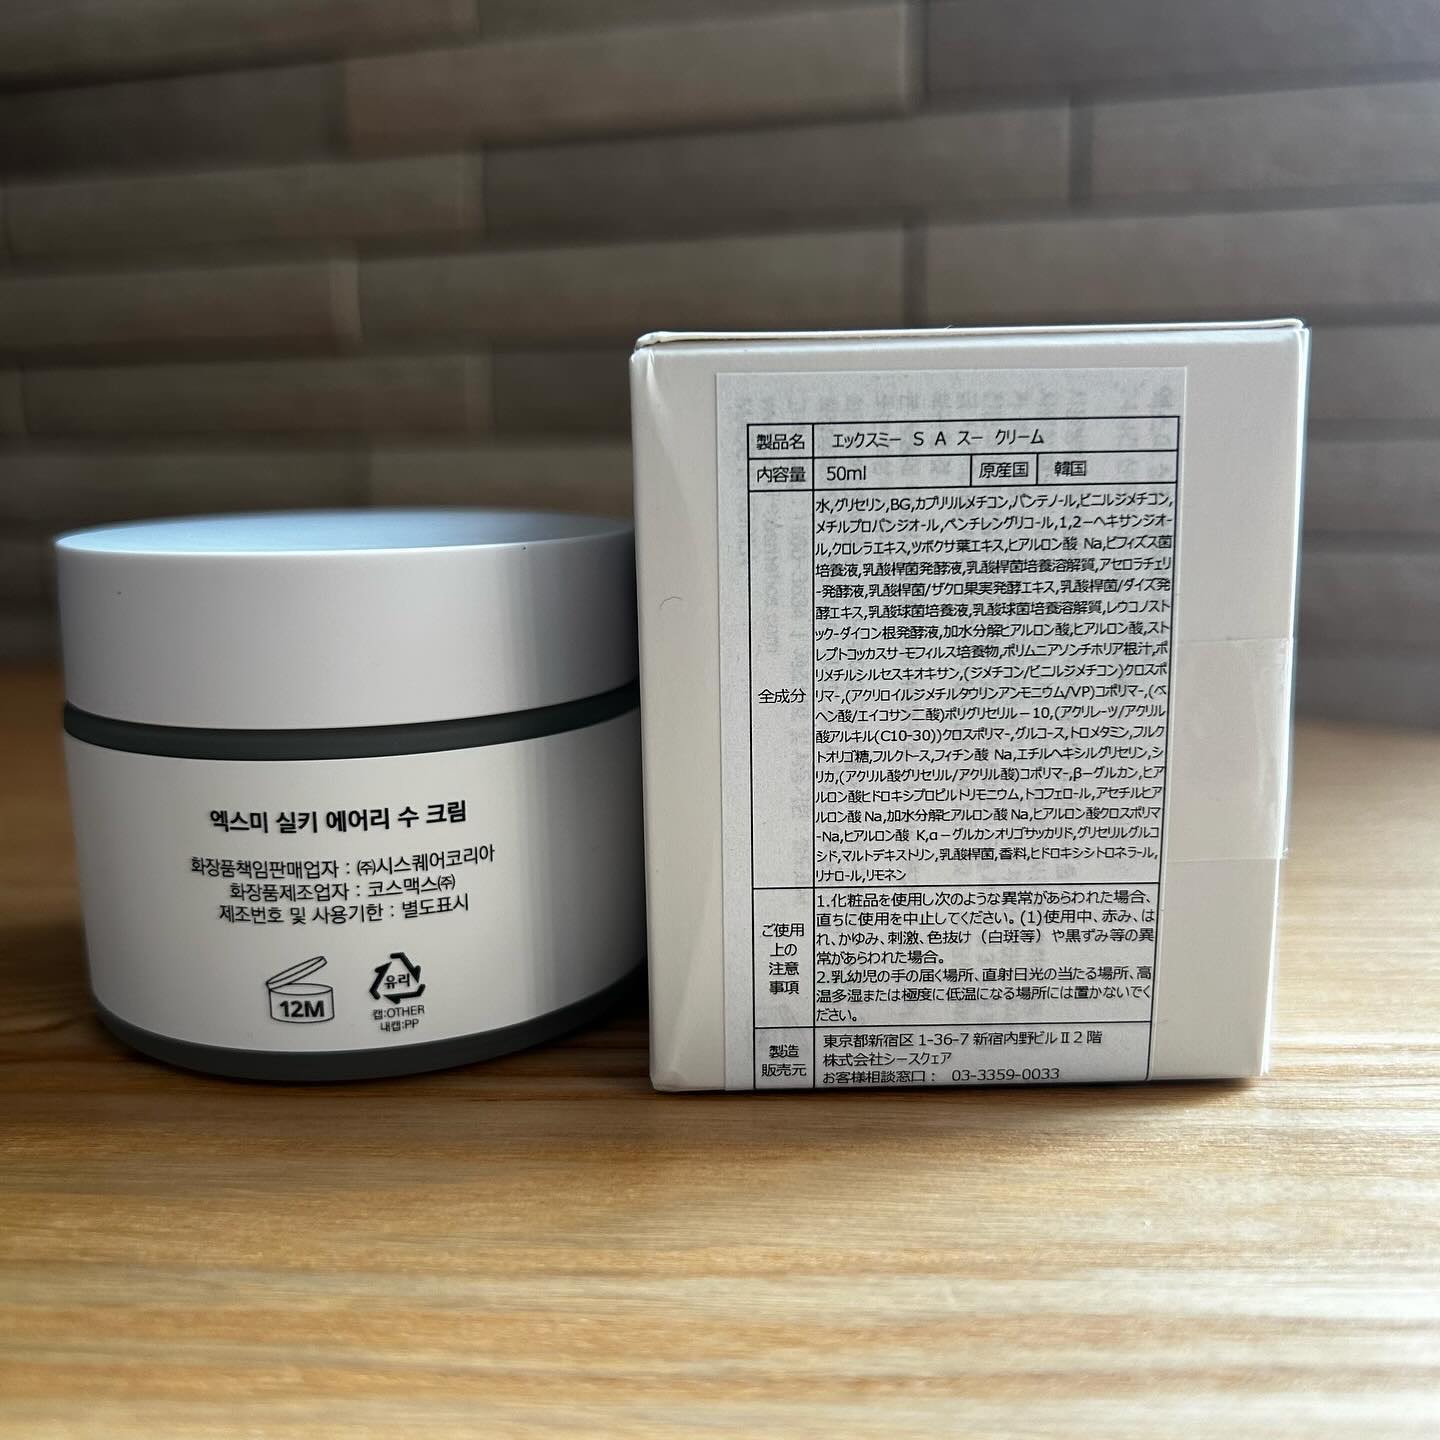 엑스미 실키 에어리 수 크림
화장품책임판매업자 : ㈜시스퀘어코리아
화장품제조업자 : 코스맥스㈜
제조번호 및 사용기한 : 별도표시
12M
유리
캡:OTHER
내캡:PP
製品名 エックスミー S A スー クリーム
内容量 50ml 原産国 韓国
全成分
水,グリセリン,BG,カプリリルメチコン,パンテノール,ビニルジメチコン,
メチルプロパンジオール,ペンチレングリコール,1,2-ヘキサンジオー
ル,クロレラエキス,ツボクサ葉エキス,ヒアルロン酸 Na,ビフィズス菌
培養液,乳酸桿菌発酵液,乳酸桿菌培養溶解質,アセロラチェリ
-発酵液,乳酸桿菌/ザクロ果実発酵エキス,乳酸桿菌/ダイズ発
酵エキス,乳酸球菌培養液,乳酸球菌培養溶解質,レウコノスト
ック-ダイコン根発酵液,加水分解ヒアルロン酸,ヒアルロン酸,スト
レプトコッカスサーモフィルス培養物,ポリムニアソンチホリア根汁,ポ
リメチルシルセスキオキサン,(ジメチコン/ビニルジメチコン)クロスポ
リマ-,(アクリロイルジメチルタウリンアンモニウム/VP)コポリマ-,(ベ
ヘン酸/エイコサン二酸)ポリグリセリル-10,(アクリレーツ/アクリル
酸アルキル(C10-30))クロスポリマ-,グルコース,トロメタミン,フルク
トオリゴ糖,フルクトース,フィチン酸 Na,エチルヘキシルグリセリン,シ
リカ,(アクリル酸グリセリル/アクリル酸)コポリマ-,β-グルカン,ヒア
ルロン酸ヒドロキシプロピルトリモニウム,トコフェロール,アセチルヒア
ルロン酸 Na,加水分解ヒアルロン酸 Na,ヒアルロン酸クロスポリマ
-Na,ヒアルロン酸 K,α-グルカンオリゴサッカリド,グリセリルグルコ
シド,マルトデキストリン,乳酸桿菌,香料,ヒドロキシシトロネラール,
リナロール,リモネン
ご使用
上の
注意
事項
1.化粧品を使用し次のような異常があらわれた場合、
直ちに使用を中止してください。(1)使用中、赤み、は
れ、かゆみ、刺激、色抜け(白斑等)や黒ずみ等の異
常があらわれた場合。
2.乳幼児の手の届く場所、直射日光の当たる場所、高
温多湿または極度に低温になる場所には置かないでく
ださい。
製造
販売元
東京都新宿区 1-36-7 新宿内野ビルⅡ2 階
株式会社シースクェア
お客様相談窓口： 03-3359-0033